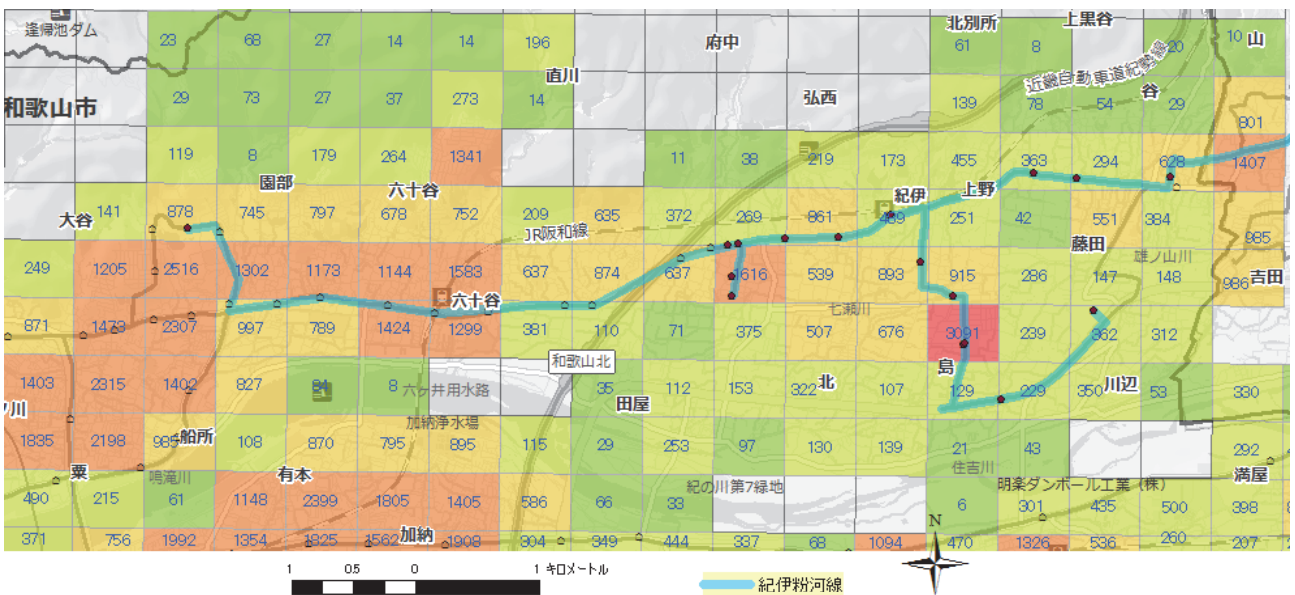 逢帰池ダム 23 68 27 14 14 196 府中 北別所 61 8 上黒谷 20 10 山
和歌山市 29 73 27 37 273 直川 14 弘西 139 近畿自動車道紀勢線 78 54 谷 29 801
119 8 179 264 1341 11 38 219 173 455 363 294 628 1407
園部 六十谷 紀伊 上野
大谷 141 878 745 797 678 752 209 635 372 269 861 489 251 42 551 384 985
JR阪和線 藤田 雄ノ山川
249 1205 2516 1302 1173 1144 1583 637 874 637 1616 539 893 915 286 147 148 986 吉田
六十谷 七瀬川
871 1473 2307 997 789 1424 1299 381 110 71 375 507 676 3091 239 362 312
和歌山北 島
1403 2315 1402 827 84 8 六ヶ井用水路 35 112 153 322 北 107 129 229 350 川辺 53 330
ノ川 田屋 加納浄水場
1835 2198 985 船所 108 870 795 895 115 29 253 97 130 139 21 43 292
粟 鳴滝川 有本 紀の川第7緑地 住吉川 満屋
490 215 61 1148 2399 1805 1405 586 66 33 6 明楽ダンボール工業（株） 301 435 500 398
371 756 1992 1354 1825 1562 加納 1908 304 349 444 337 68 1094 N 470 1326 536 260 207
1 0.5 0 1 キロメートル 紀伊粉河線